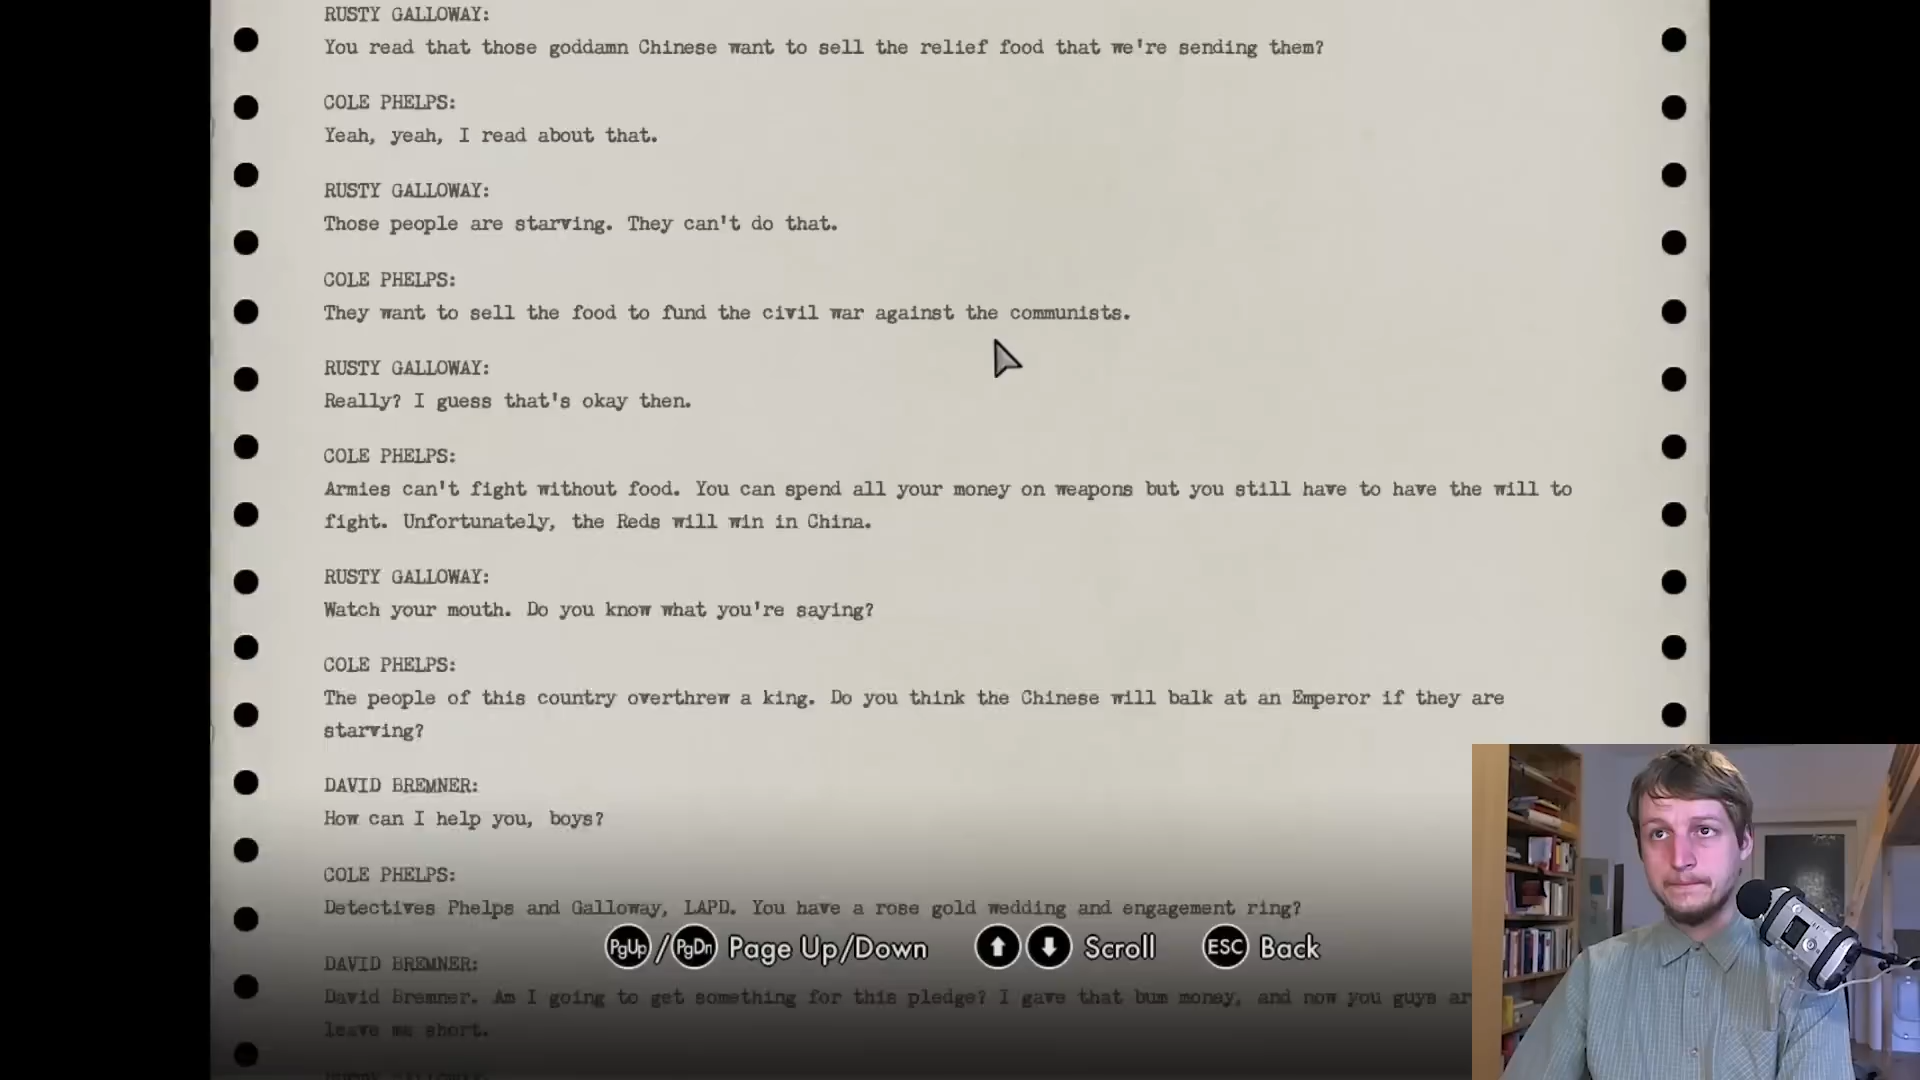 RUSTY GALLOWAY:
You read that those goddamn Chinese want to sell the relief food that we're sending them?
COLE PHELPS:
Yeah, yeah, I read about that.
RUSTY GALLOWAY:
Those people are starving. They can't do that.
COLE PHELPS:
They want to sell the food to fund the civil war against the communists.
RUSTY GALLOWAY:
Really? I guess that's okay then.
COLE PHELPS:
Armies can't fight without food. You can spend all your money on weapons but you still have to have the will to
fight. Unfortunately, the Reds will win in China.
RUSTY GALLOWAY:
Watch your mouth. Do you know what you're saying?
COLE PHELPS:
The people of this country overthrew a king. Do you think the Chinese will balk at an Emperor if they are
starving?
DAVID BREMNER:
How can I help you, boys?
COLE PHELPS:
Detectives Phelps and Galloway, LAPD. You have a rose gold wedding and engagement ring?
PgUp/PgDn Page Up/Down Scroll ESC Back
DAVID BREMNER:
David Bremner. Am I going to get something for this pledge? I gave that bum money, and now you guys
leave me short.